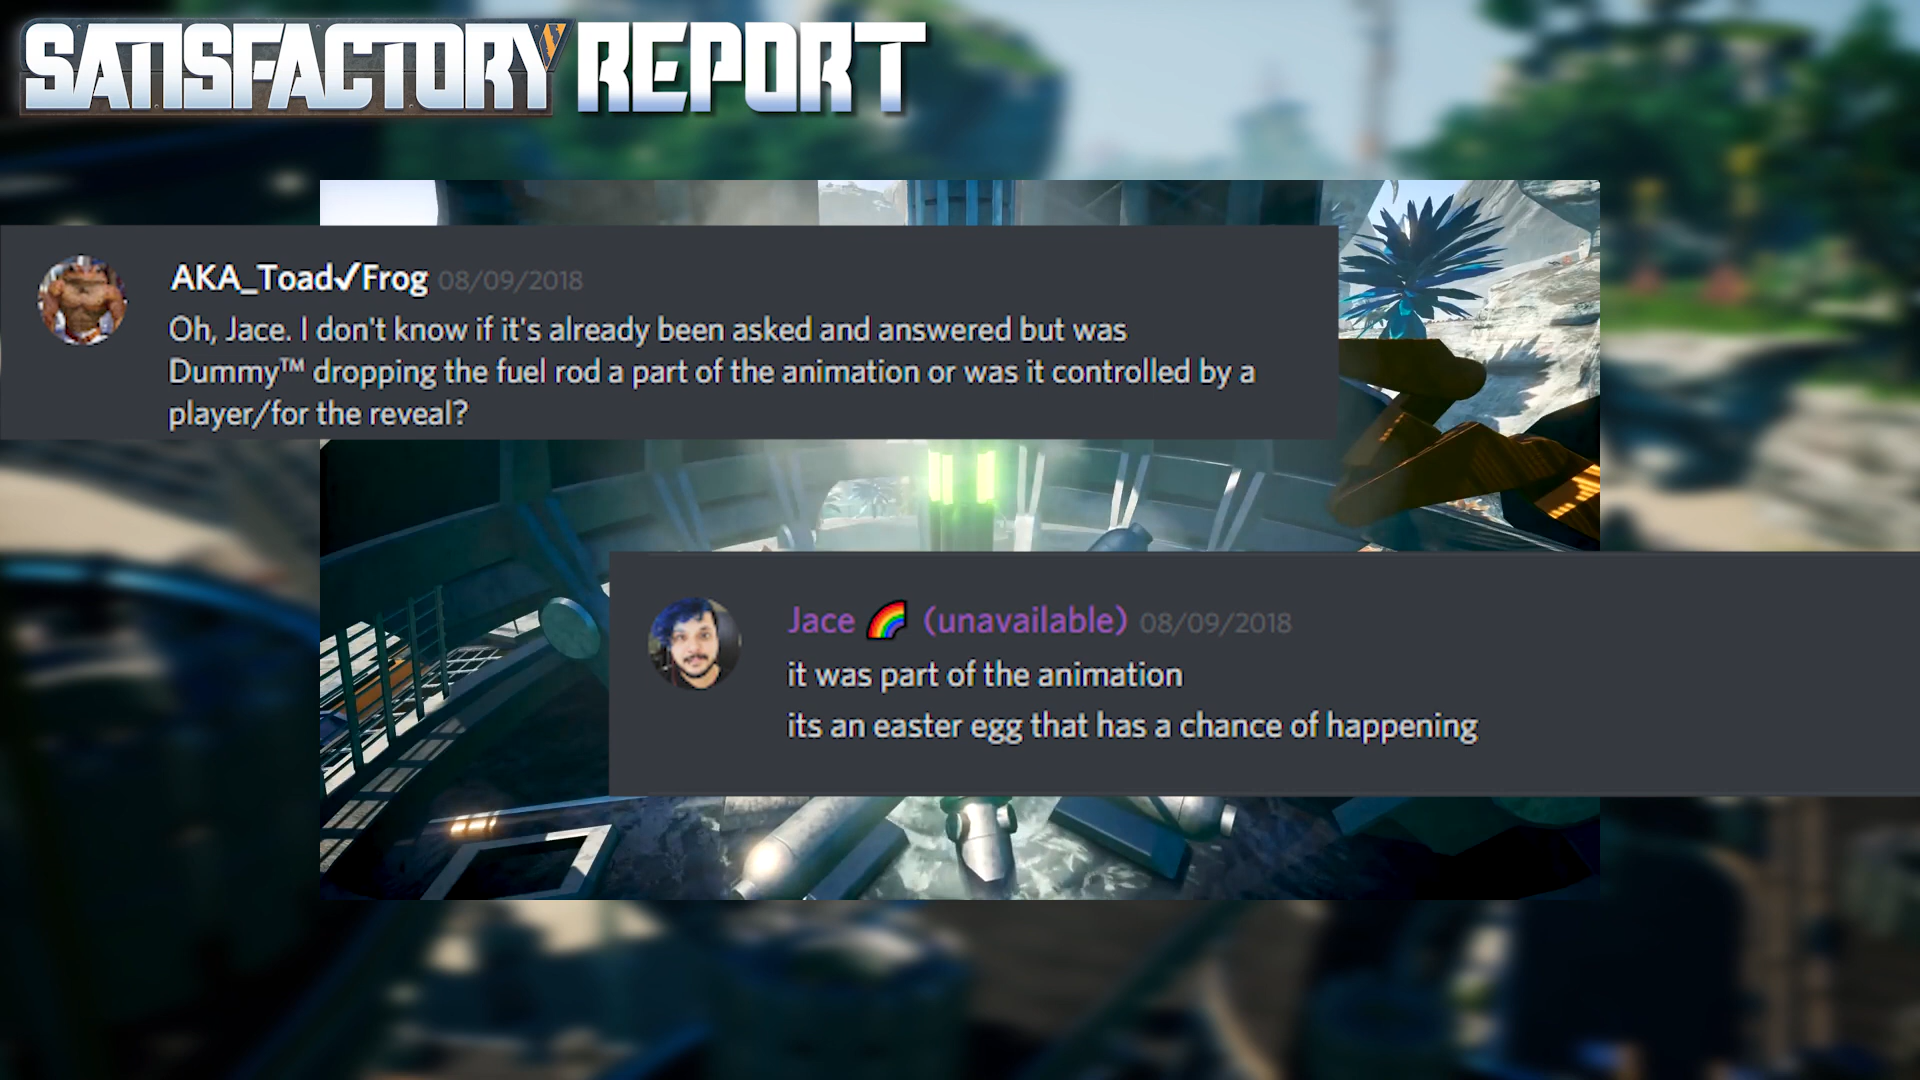 SATISFACTORY REPORT
AKA_Toad✓Frog 08/09/2018
Oh, Jace. I don't know if it's already been asked and answered but was
Dummy™ dropping the fuel rod a part of the animation or was it controlled by a
player/for the reveal?
Jace 🌈 (unavailable) 08/09/2018
it was part of the animation
its an easter egg that has a chance of happening